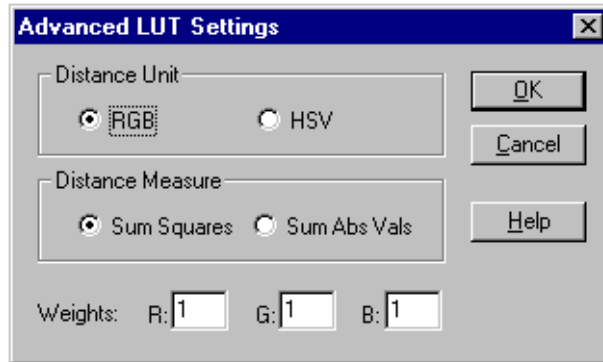 Advanced LUT Settings
Distance Unit
RGB HSV
OK
Cancel
Distance Measure
Sum Squares Sum Abs Vals
Help
Weights: R: 1 G: 1 B: 1